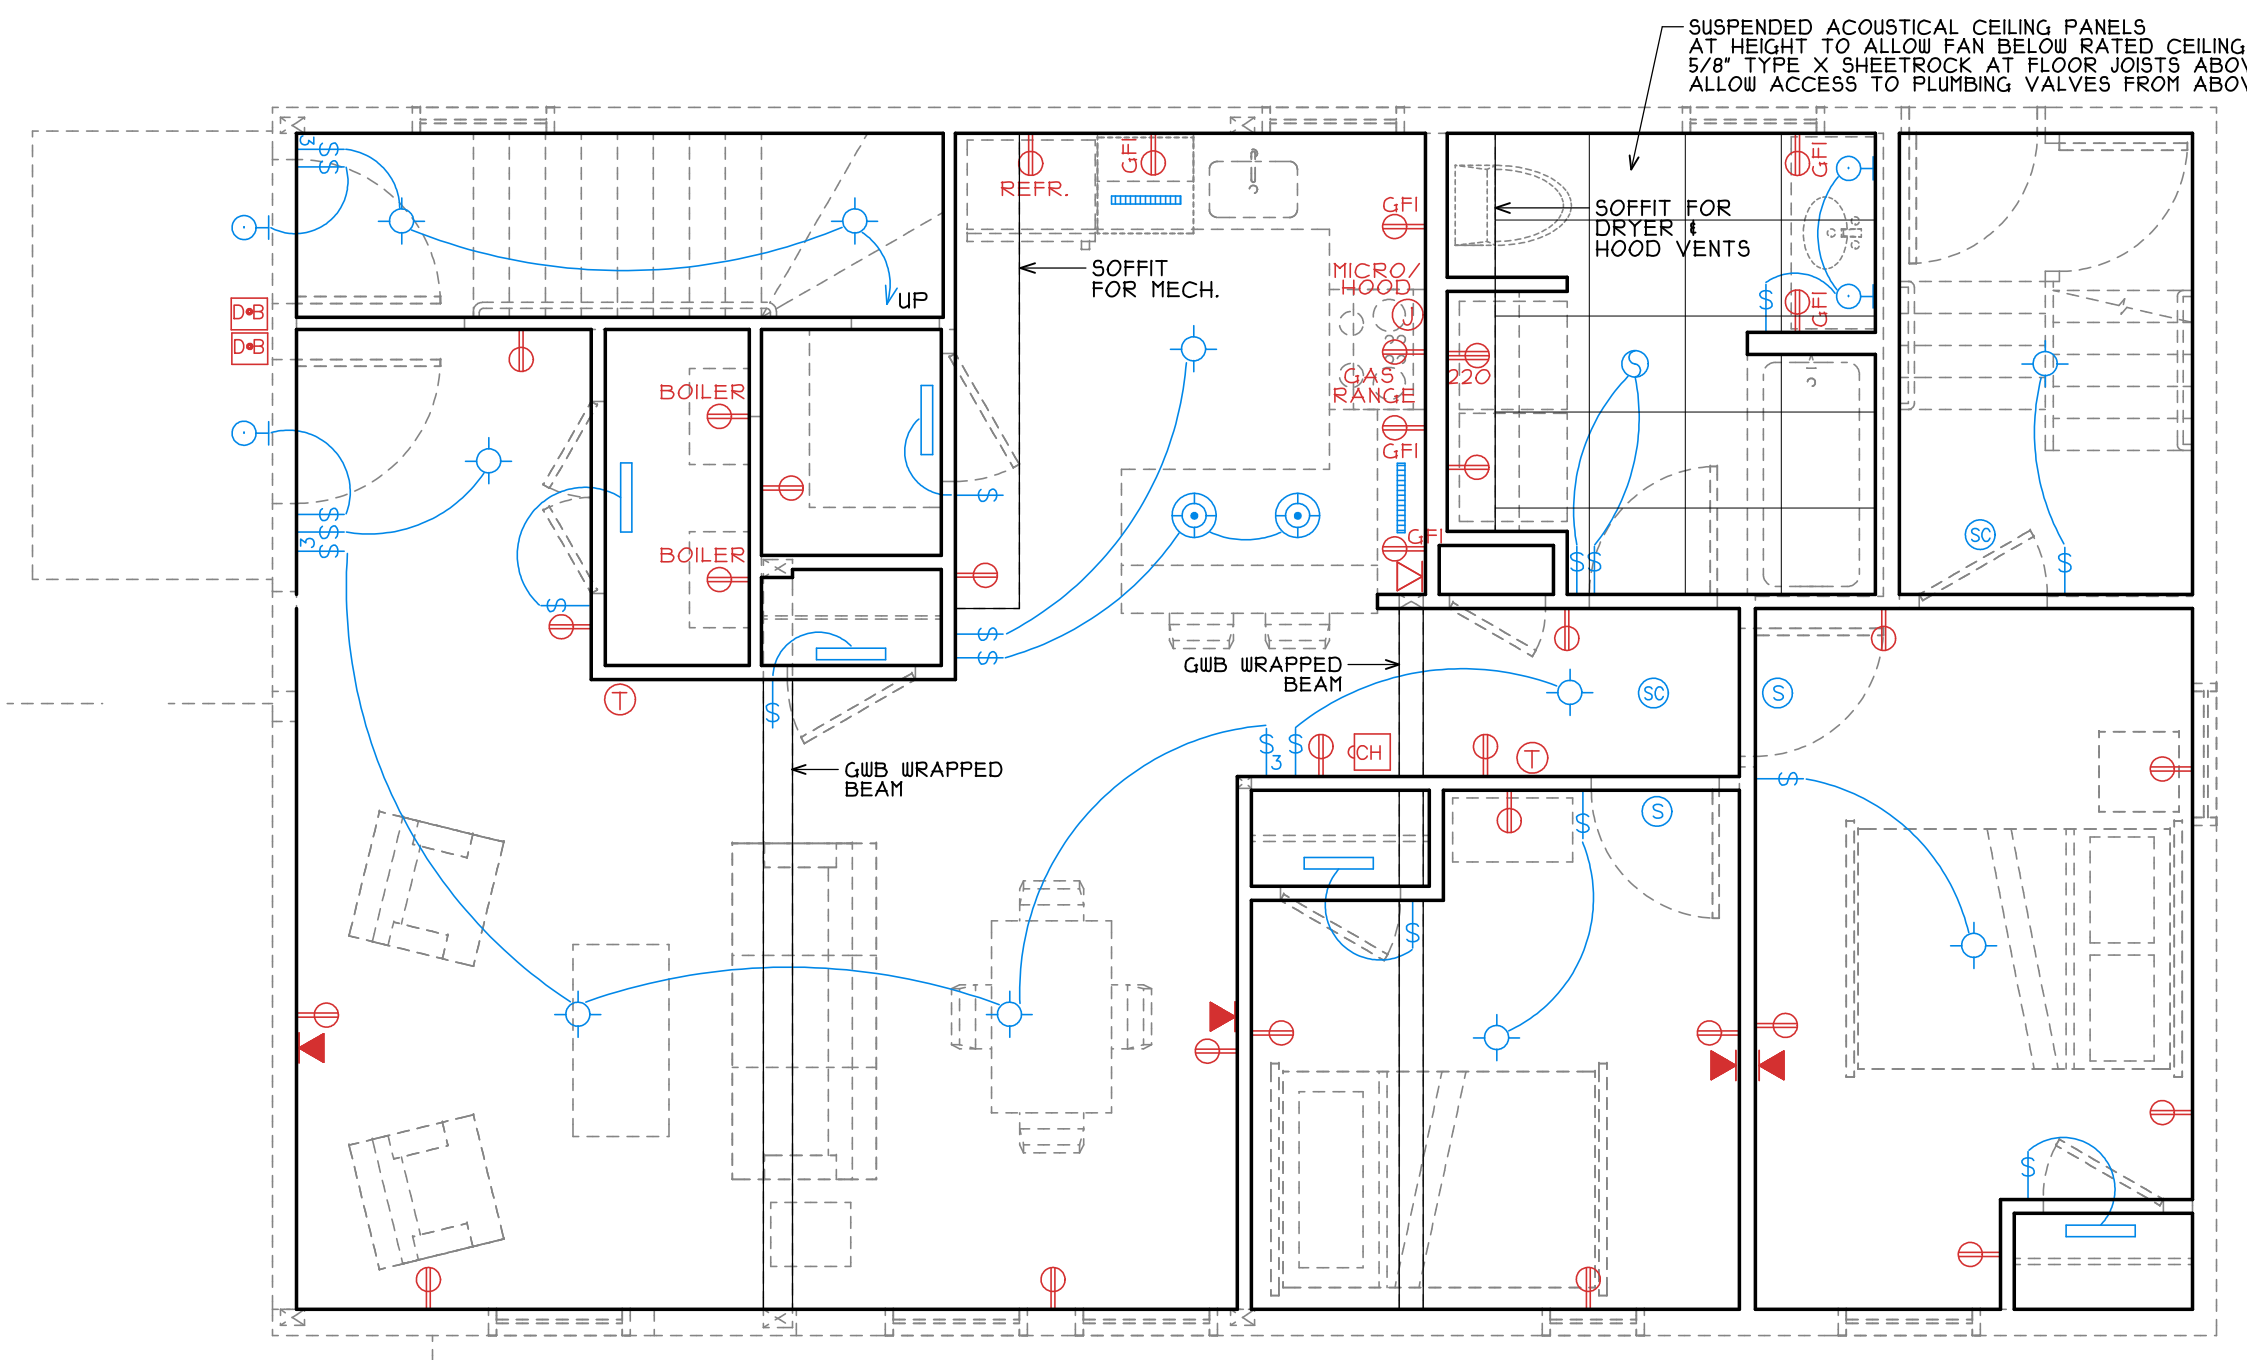 SUSPENDED ACOUSTICAL CEILING PANELS
AT HEIGHT TO ALLOW FAN BELOW RATED CEILING
5/8" TYPE X SHEETROCK AT FLOOR JOISTS
ALLOW ACCESS TO PLUMBING VALVES FROM
3
S
S
GFI
REFR.
GFI
GFI
SOFFIT FOR
DRYER &
HOOD VENTS
SOFFIT
FOR MECH.
MICRO/
HOOD
J
UP
S
GFI
D B
D B
GAS
RANGE
220
BOILER
GFI
S
S
S
S
3
SC
GFI
BOILER
S
S
S
S
S
S
GWB WRAPPED
BEAM
T
SC
S
S
S
S
3
CH
T
GWB WRAPPED
BEAM
S
S
S
S
S